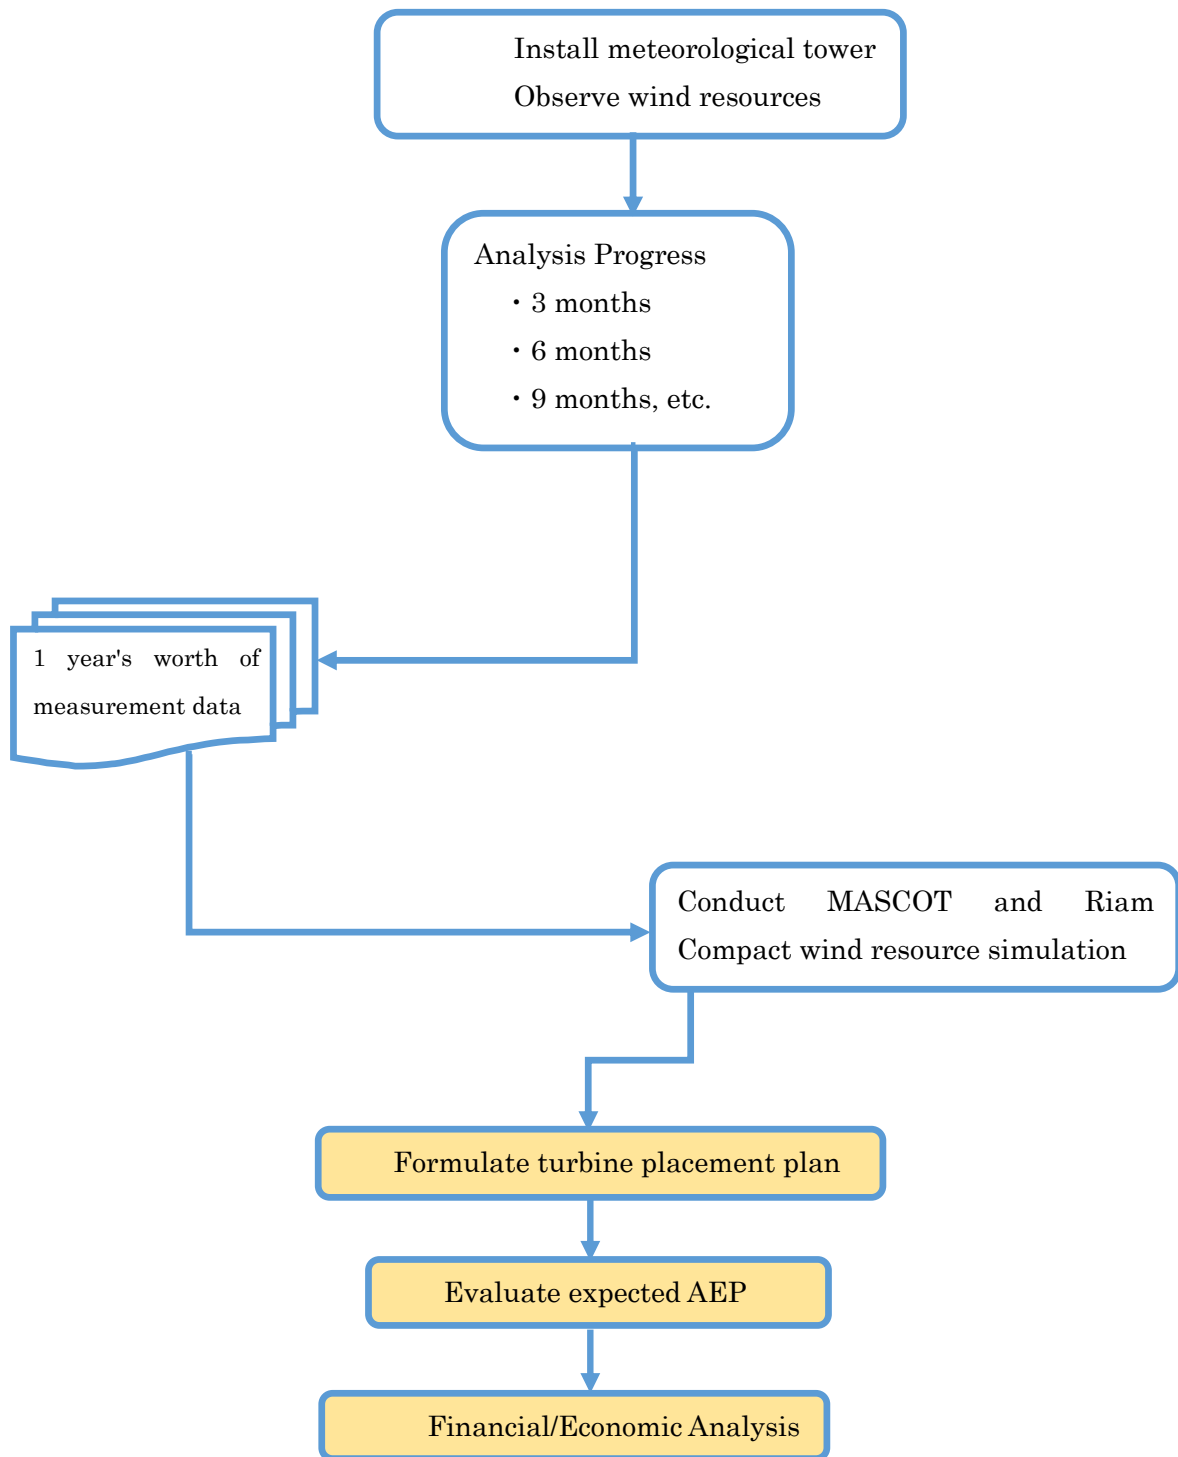 Install meteorological tower
Observe wind resources
Analysis Progress
・3 months
・6 months
・9 months, etc.
1 year's worth of
measurement data
Conduct MASCOT and Riam
Compact wind resource simulation
Formulate turbine placement plan
Evaluate expected AEP
Financial/Economic Analysis